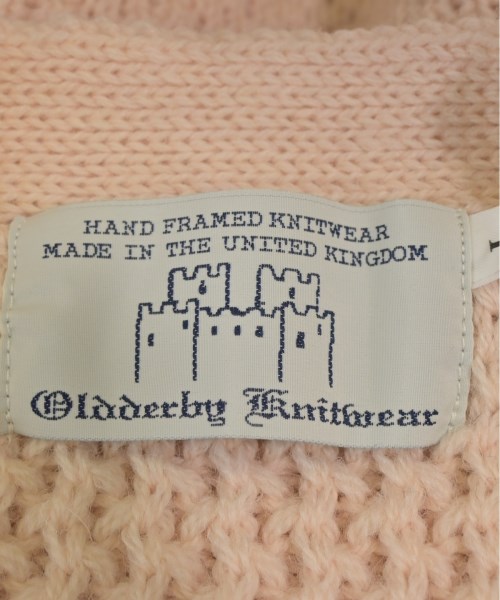 HAND FRAMED KNITWEAR
MADE IN THE UNITED KINGDOM
Oldderby Knitwear